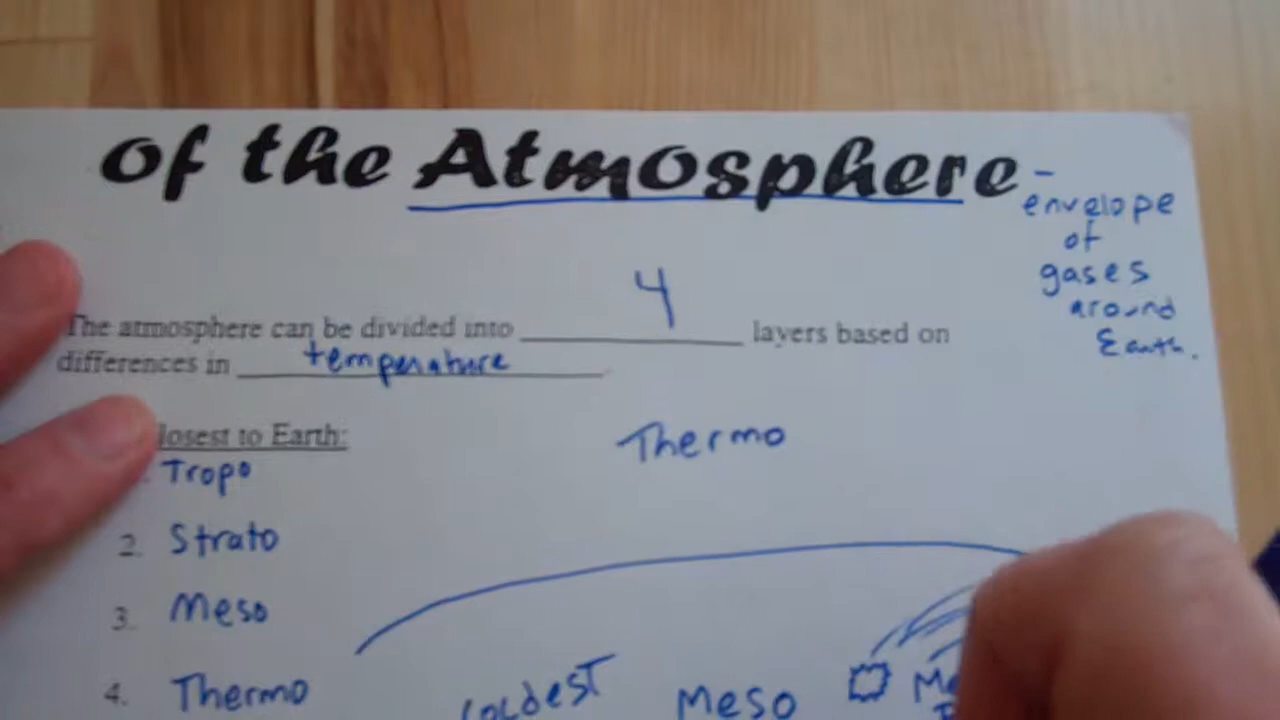 of the Atmosphere -
envelope
of
gases
around
Earth.
The atmosphere can be divided into 4 layers based on
differences in temperature
losest to Earth:
Tropo
2. Strato
3. Meso
4. Thermo
Thermo
Coldest
Meso